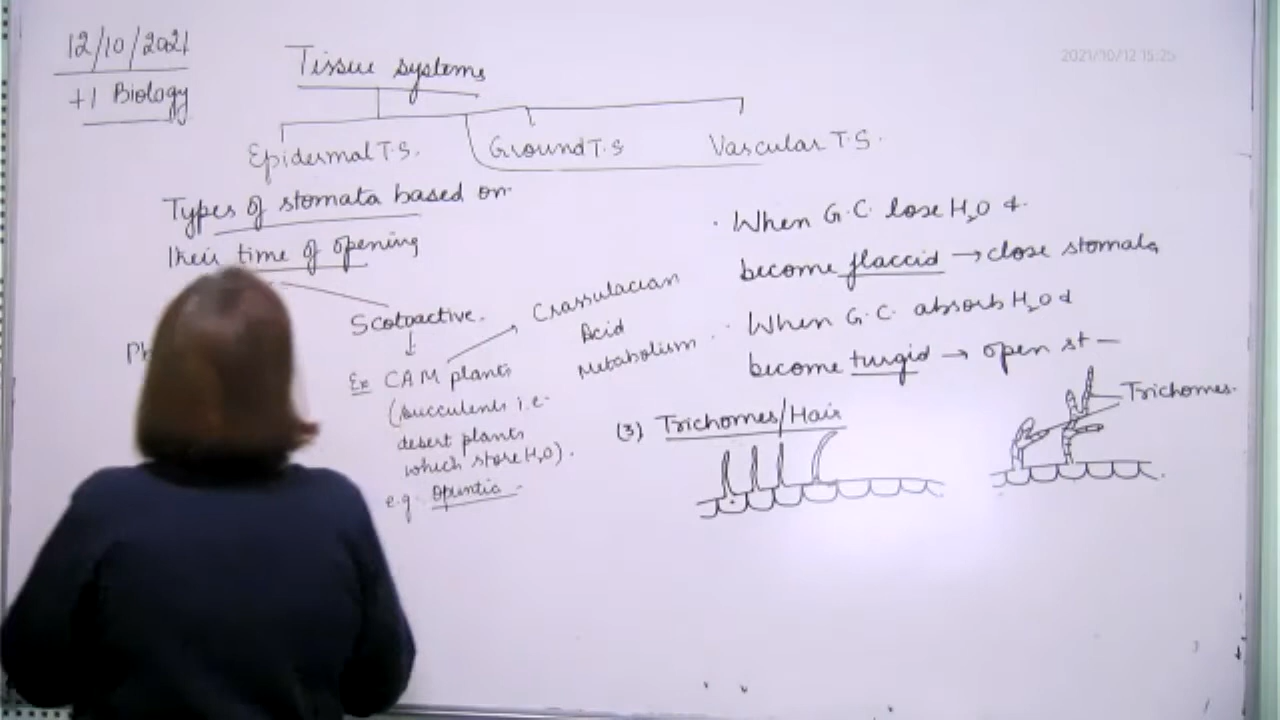 12/10/2021
+1 Biology
2021/10/12 15:25
Tissue systems
Epidermal T.S.
Ground T.S
Vascular T.S.
Types of stomata based on
their time of opening
Ph
Scotoactive.
↓
Ex CAM plants
(succulents i.e-
desert plants
which store H2O).
e.g. Opuntia -
Crassulacian
Acid
Metabolism
· When G.C. lose H2O &
become flaccid → close stomata
· When G.C. absorb H2O &
become turgid → open st —
(3) Trichomes/Hair
Trichomes.